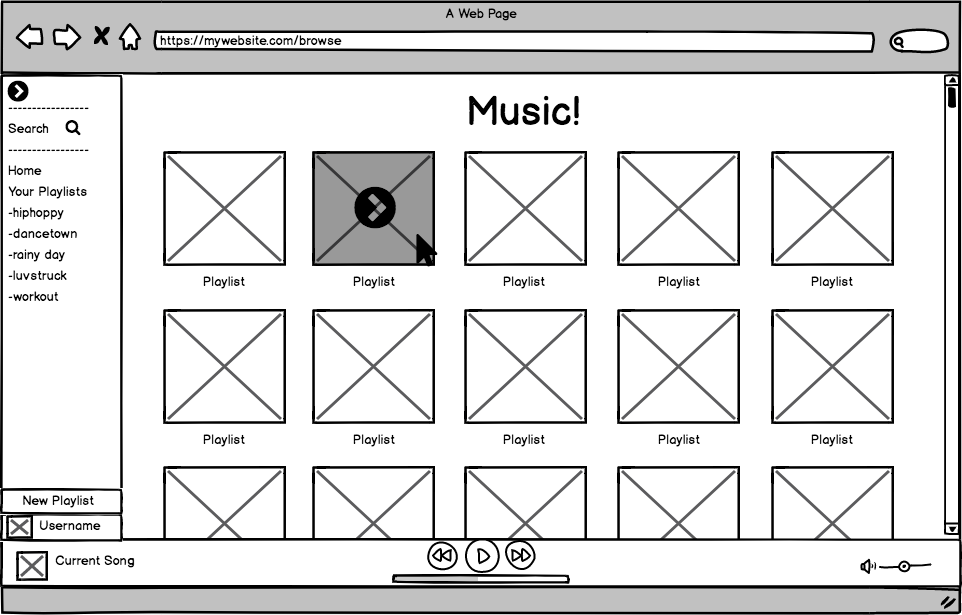 A Web Page
https://mywebsite.com/browse
Music!
Search
Home
Your Playlists
-hiphoppy
-dancetown
-rainy day
-luvstruck
-workout
New Playlist
Username
Playlist Playlist Playlist Playlist Playlist
Playlist Playlist Playlist Playlist Playlist
Current Song